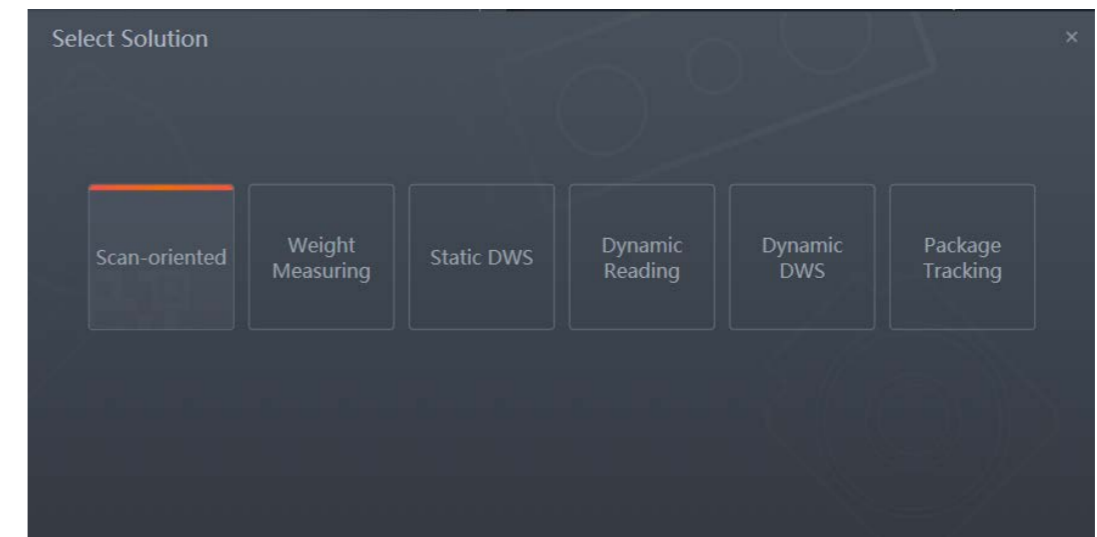 Select Solution
×
Scan-oriented
Weight
Measuring
Static DWS
Dynamic
Reading
Dynamic
DWS
Package
Tracking